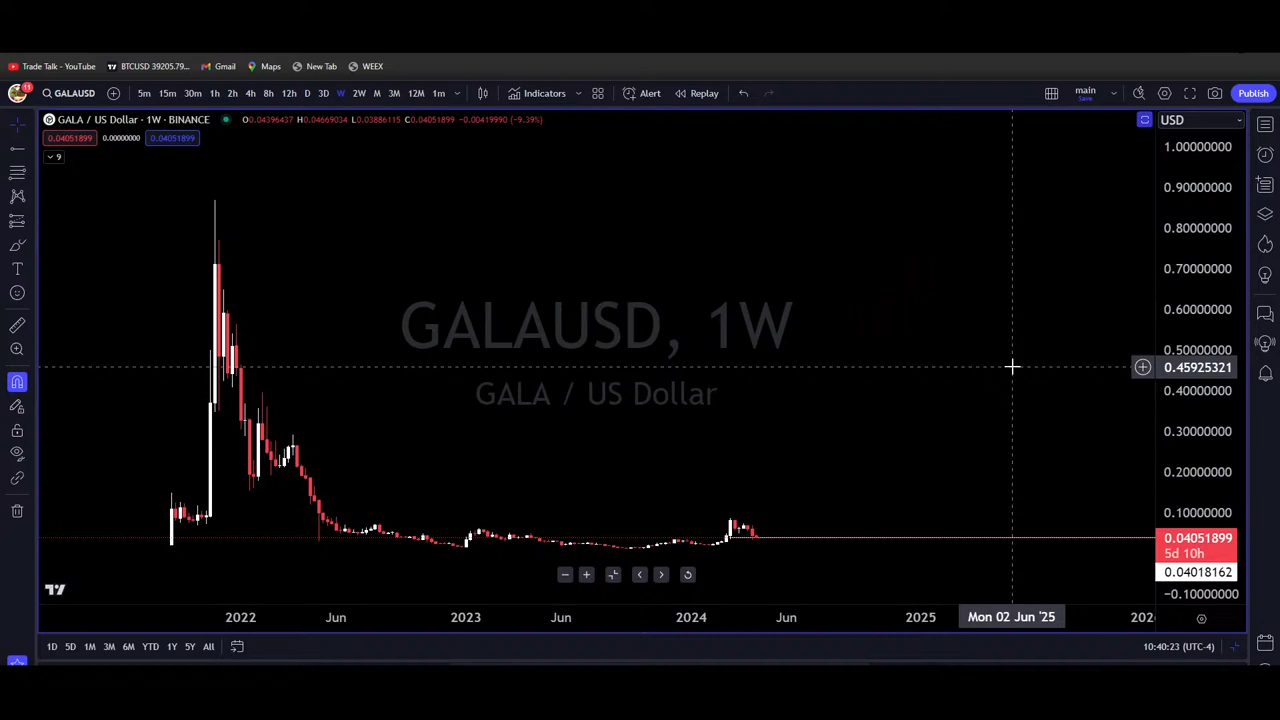 Trade Talk - YouTube BTCUSD 39205.79... Gmail Maps New Tab WEEX
11 GALAUSD 5m 15m 30m 1h 2h 4h 8h 12h D 3D W 2W M 3M 12M 1m Indicators Alert Replay main Save Publish
GALA / US Dollar · 1W · BINANCE O0.04396437 H0.04669034 L0.03886115 C0.04051899 −0.00419990 (−9.39%) USD
0.04051899 0.00000000 0.04051899
9
1.00000000
0.90000000
0.80000000
0.70000000
0.60000000
GALAUSD, 1W
0.50000000
0.45925321
GALA / US Dollar
0.40000000
0.30000000
0.20000000
0.10000000
0.04051899
5d 10h
0.04018162
−0.10000000
2022 Jun 2023 Jun 2024 Jun 2025 Mon 02 Jun '25 202
1D 5D 1M 3M 6M YTD 1Y 5Y All 10:40:23 (UTC-4)